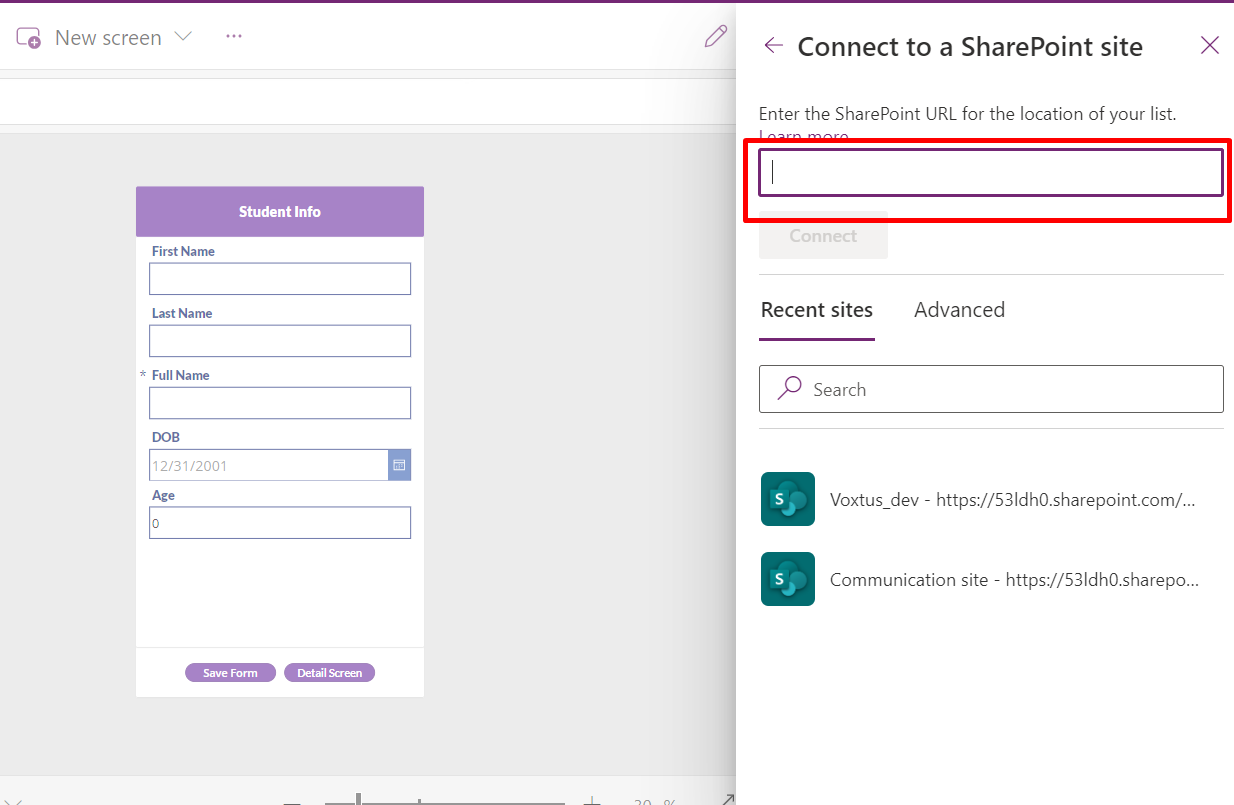 New screen
...
Connect to a SharePoint site
Enter the SharePoint URL for the location of your list.
Learn more
Connect
Recent sites Advanced
Search
Voxtus_dev - https://53ldh0.sharepoint.com/...
Communication site - https://53ldh0.sharepo...
Student Info
First Name
Last Name
* Full Name
DOB
12/31/2001
Age
0
Save Form Detail Screen
30 %